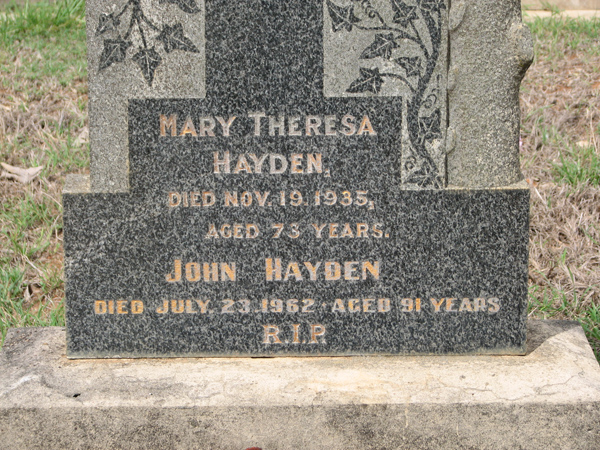 MARY THERESA
HAYDEN,
DIED NOV. 19. 1935,
AGED 73 YEARS.
JOHN HAYDEN
DIED JULY. 23. 1962. AGED 91 YEARS
R.I.P.